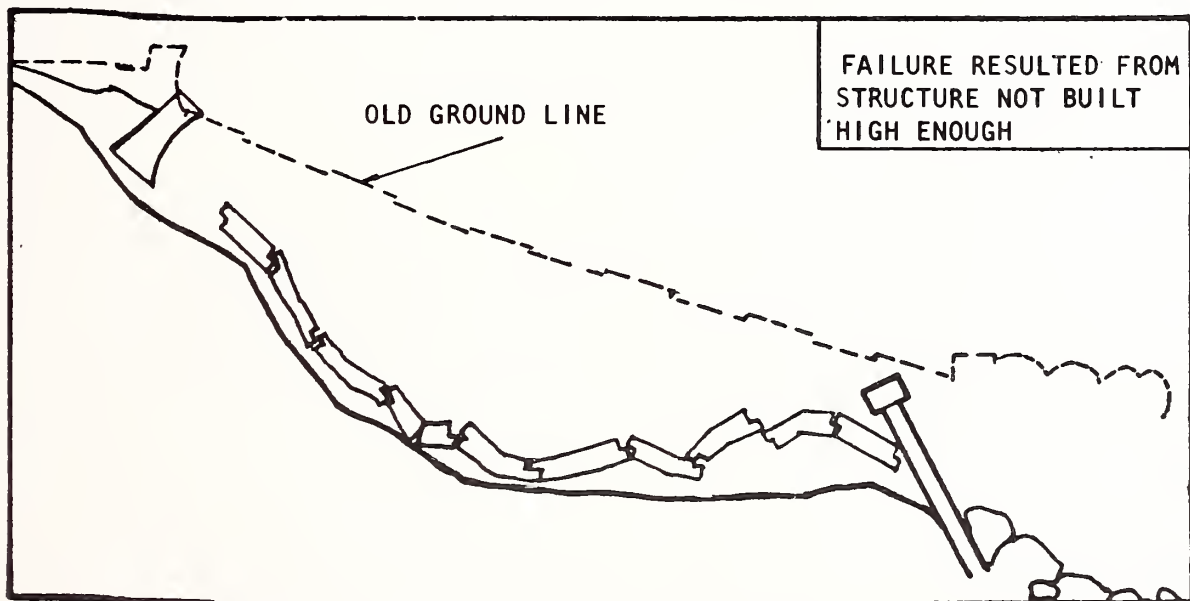 FAILURE RESULTED FROM
STRUCTURE NOT BUILT
HIGH ENOUGH
OLD GROUND LINE